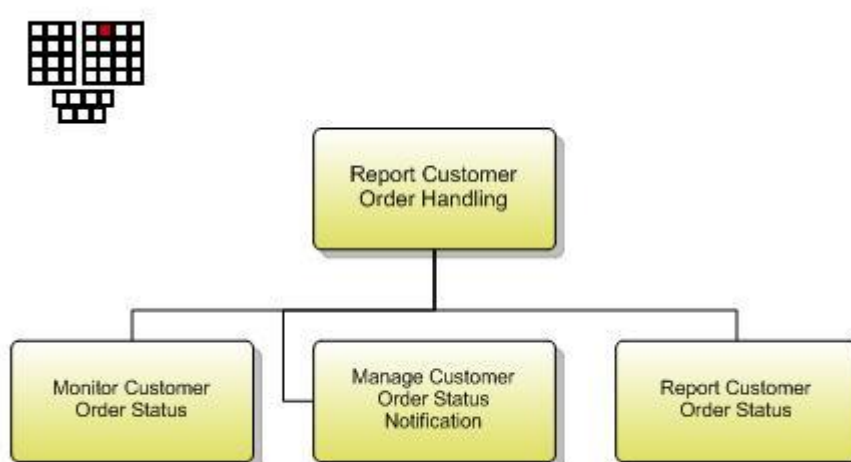 Report Customer
Order Handling
Monitor Customer
Order Status
Manage Customer
Order Status
Notification
Report Customer
Order Status